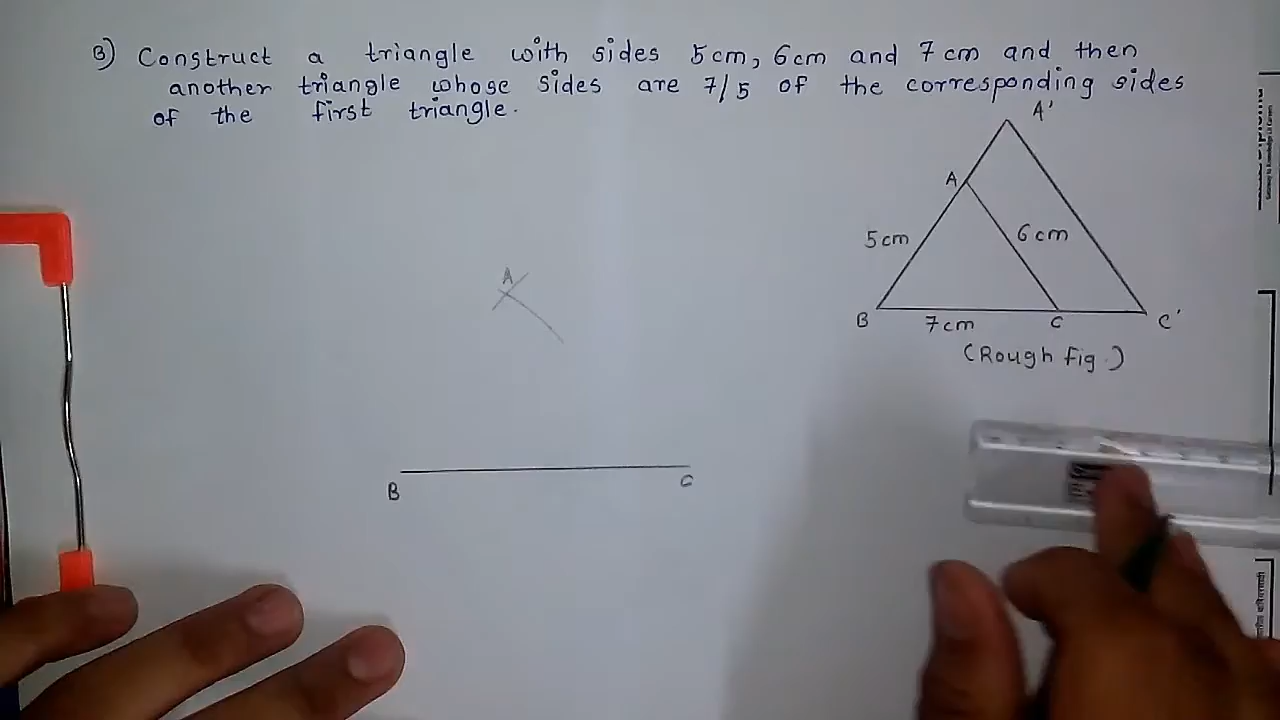 B) Construct a triangle with sides 5cm, 6cm and 7cm and then
another triangle whose sides are 7/5 of the corresponding sides
of the first triangle.
A'
A
5cm
6cm
B
7cm
C
C'
(Rough fig.)
A
B
C